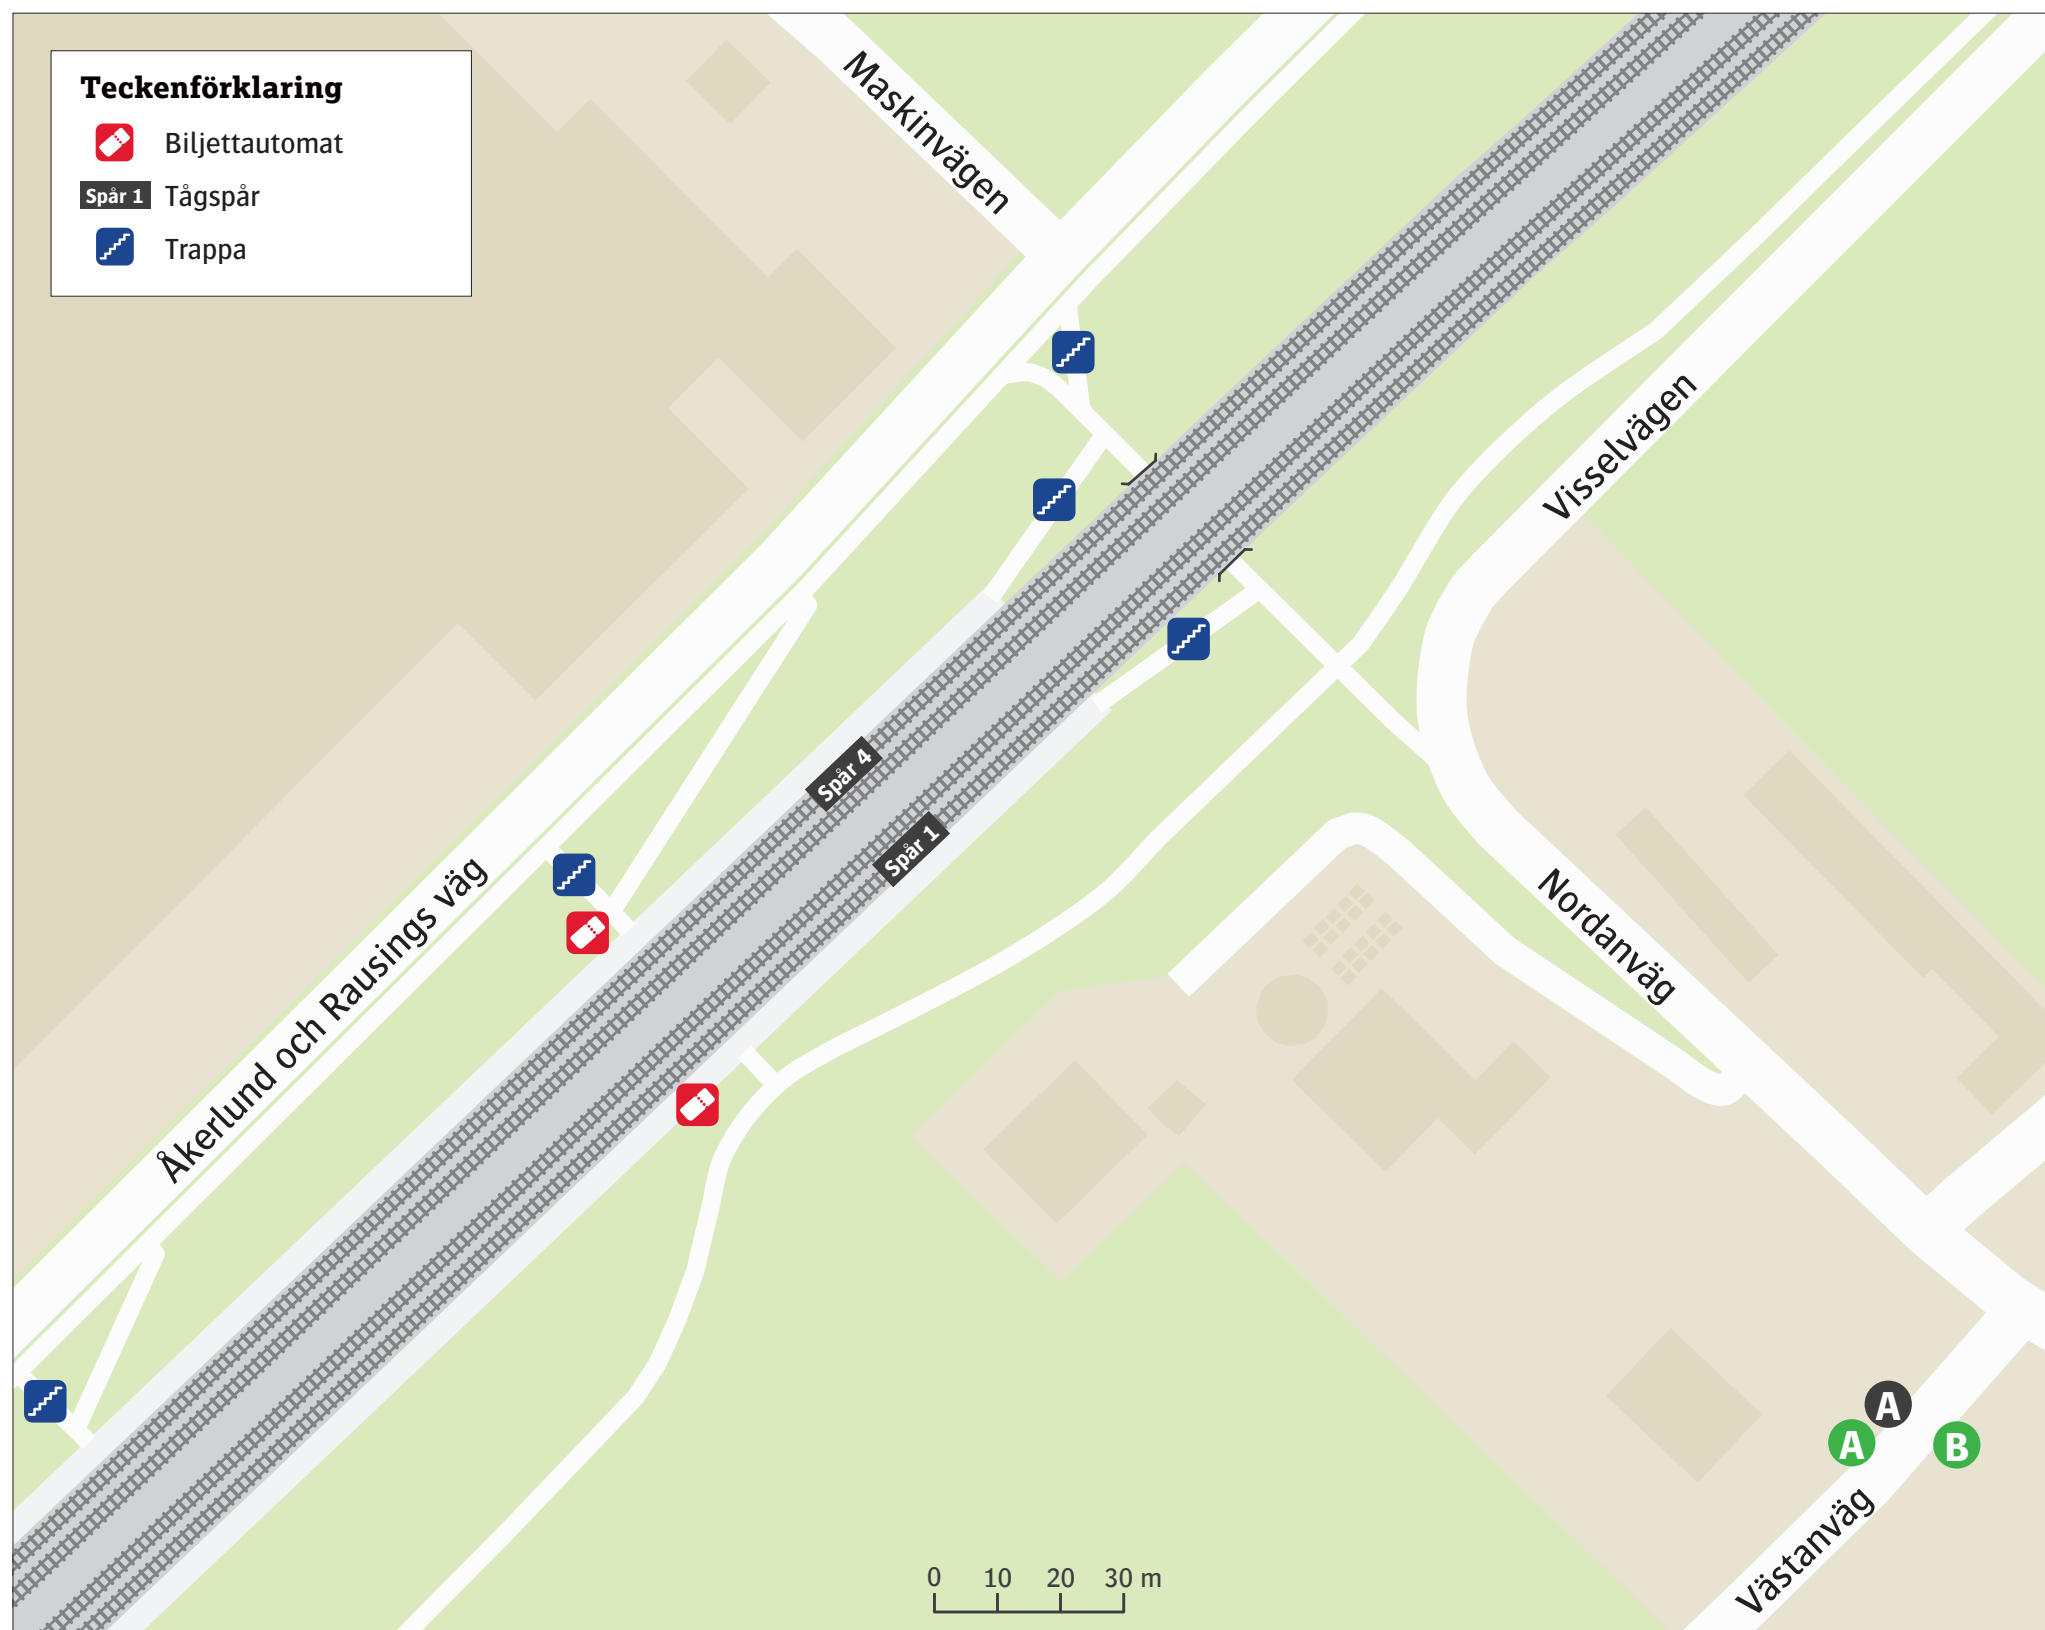 Teckenförklaring
Biljettautomat
Spår 1 Tågspår
Trappa
Maskinvägen
Visselvägen
Spår 4
Spår 1
Åkerlund och Rausings väg
Nordanväg
A
A
B
Västanväg
0 10 20 30 m